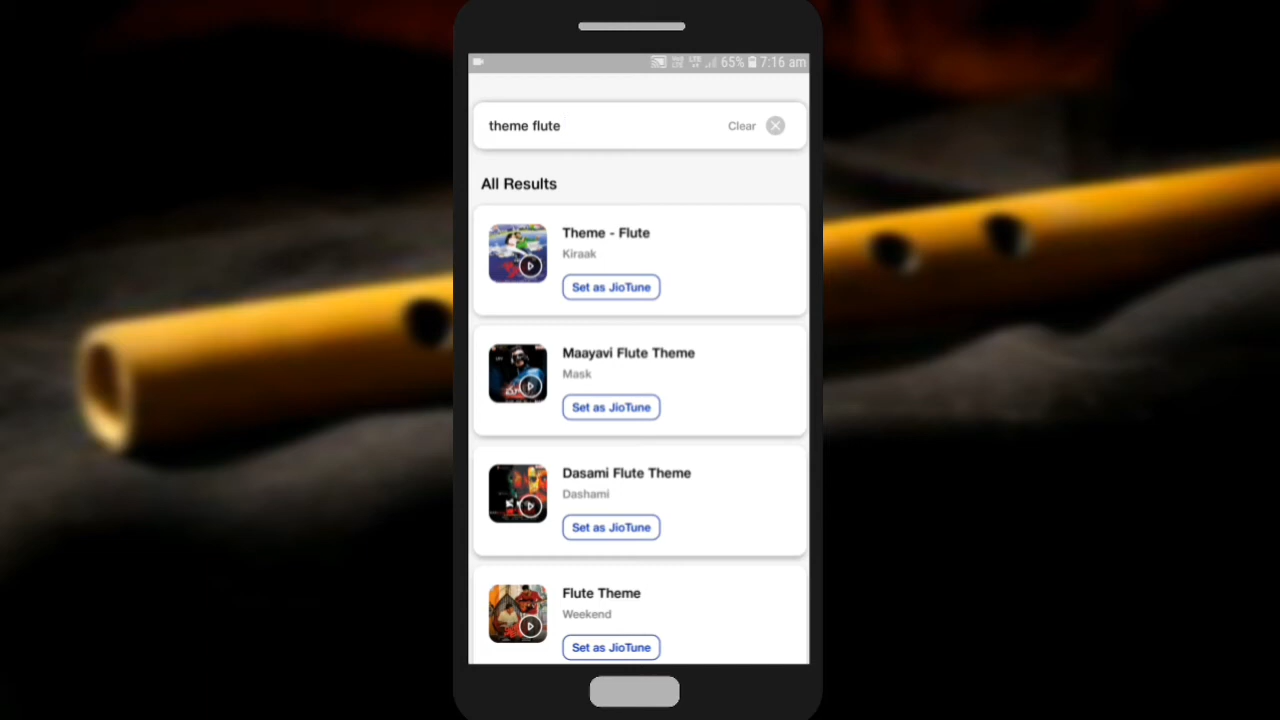 65% 7:16 am
theme flute
Clear
All Results
Theme - Flute
Kiraak
Set as JioTune
Maayavi Flute Theme
Mask
Set as JioTune
Dasami Flute Theme
Dashami
Set as JioTune
Flute Theme
Weekend
Set as JioTune